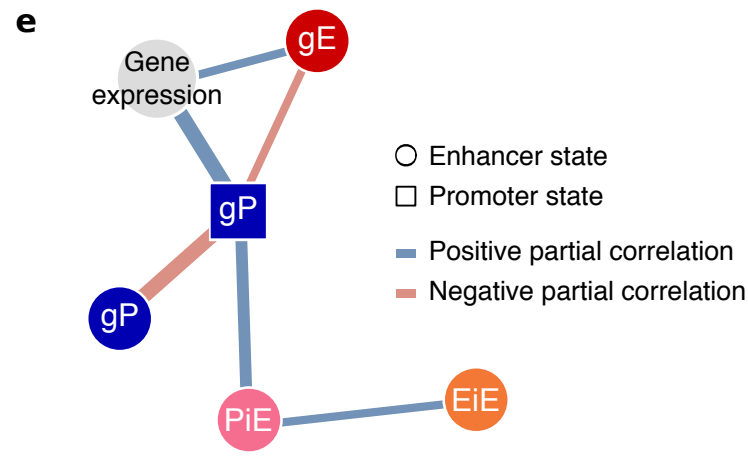 e
Gene
expression
gE
gP
gP
PiE
EiE
Enhancer state
Promoter state
Positive partial correlation
Negative partial correlation